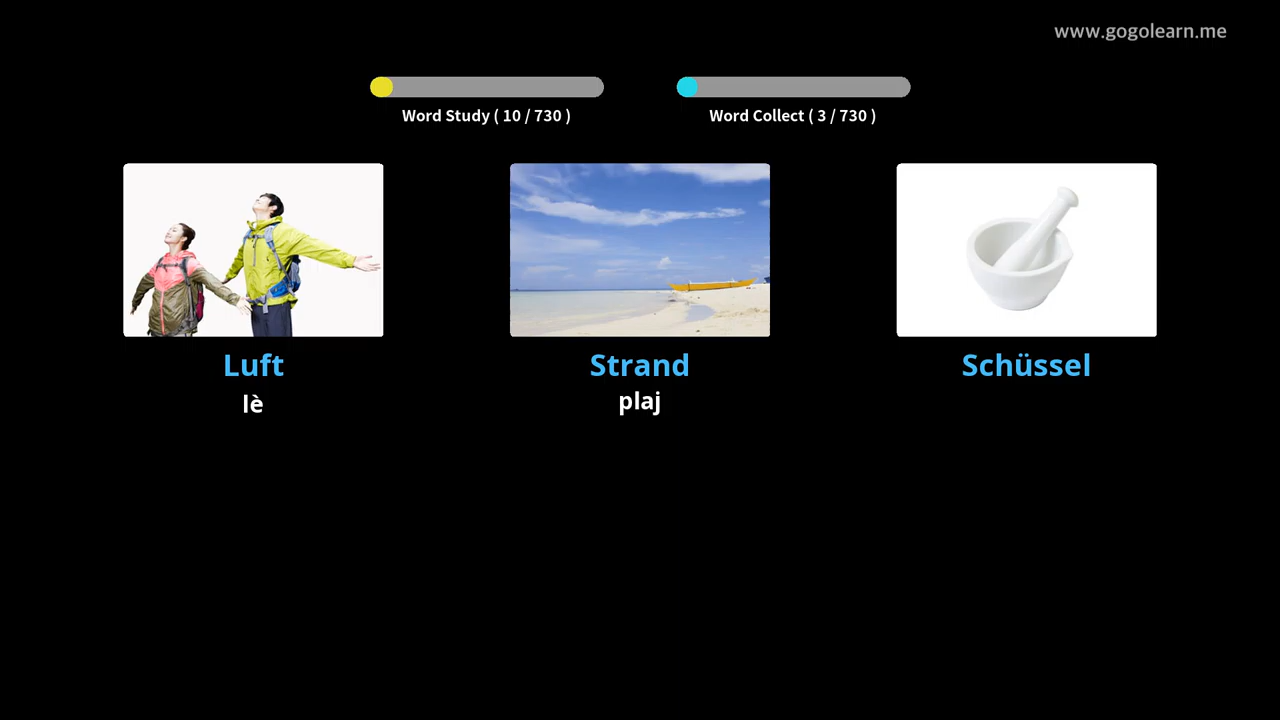 www.gogolearn.me
Word Study ( 10 / 730 )
Word Collect ( 3 / 730 )
Luft
Strand
Schüssel
lè
plaj